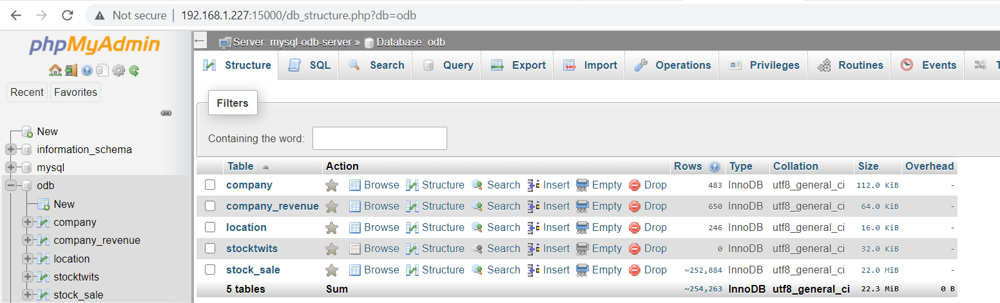 Not secure 192.168.1.227:15000/db_structure.php?db=odb
phpMyAdmin
Recent Favorites
New
information_schema
mysql
odb
New
company
company_revenue
location
stocktwits
stock_sale
Server: mysql-odb-server » Database: odb
Structure SQL Search Query Export Import Operations Privileges Routines Events
Filters
Containing the word:
Table Action Rows Type Collation Size Overhead
company Browse Structure Search Insert Empty Drop 483 InnoDB utf8_general_ci 112.0 KiB -
company_revenue Browse Structure Search Insert Empty Drop 650 InnoDB utf8_general_ci 64.0 KiB -
location Browse Structure Search Insert Empty Drop 246 InnoDB utf8_general_ci 16.0 KiB -
stocktwits Browse Structure Search Insert Empty Drop 0 InnoDB utf8_general_ci 32.0 KiB -
stock_sale Browse Structure Search Insert Empty Drop ~252,884 InnoDB utf8_general_ci 22.0 MiB -
5 tables Sum ~254,263 InnoDB utf8_general_ci 22.3 MiB 0 B